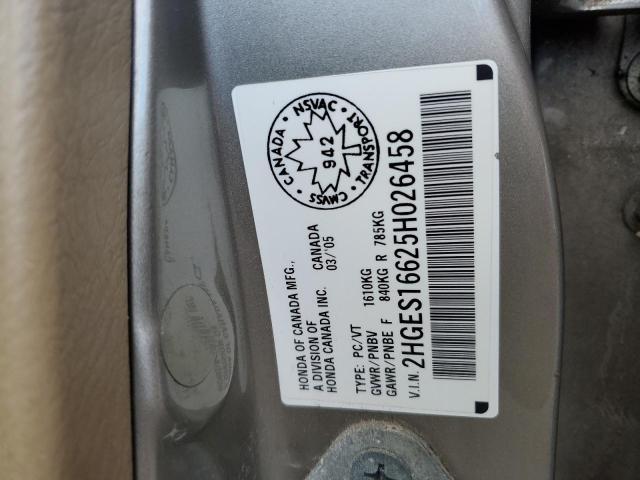 HONDA OF CANADA MFG.,
A DIVISION OF CANADA
HONDA CANADA INC. 03/'05
TYPE: PC/VT
GVWR/PNBV 1610KG
GAWR/PNBE F 840KG R 785KG
V.I.N. 2HGES16625H026458
CANADA • NSVAC • TRANSPORT • CMVSS •
942